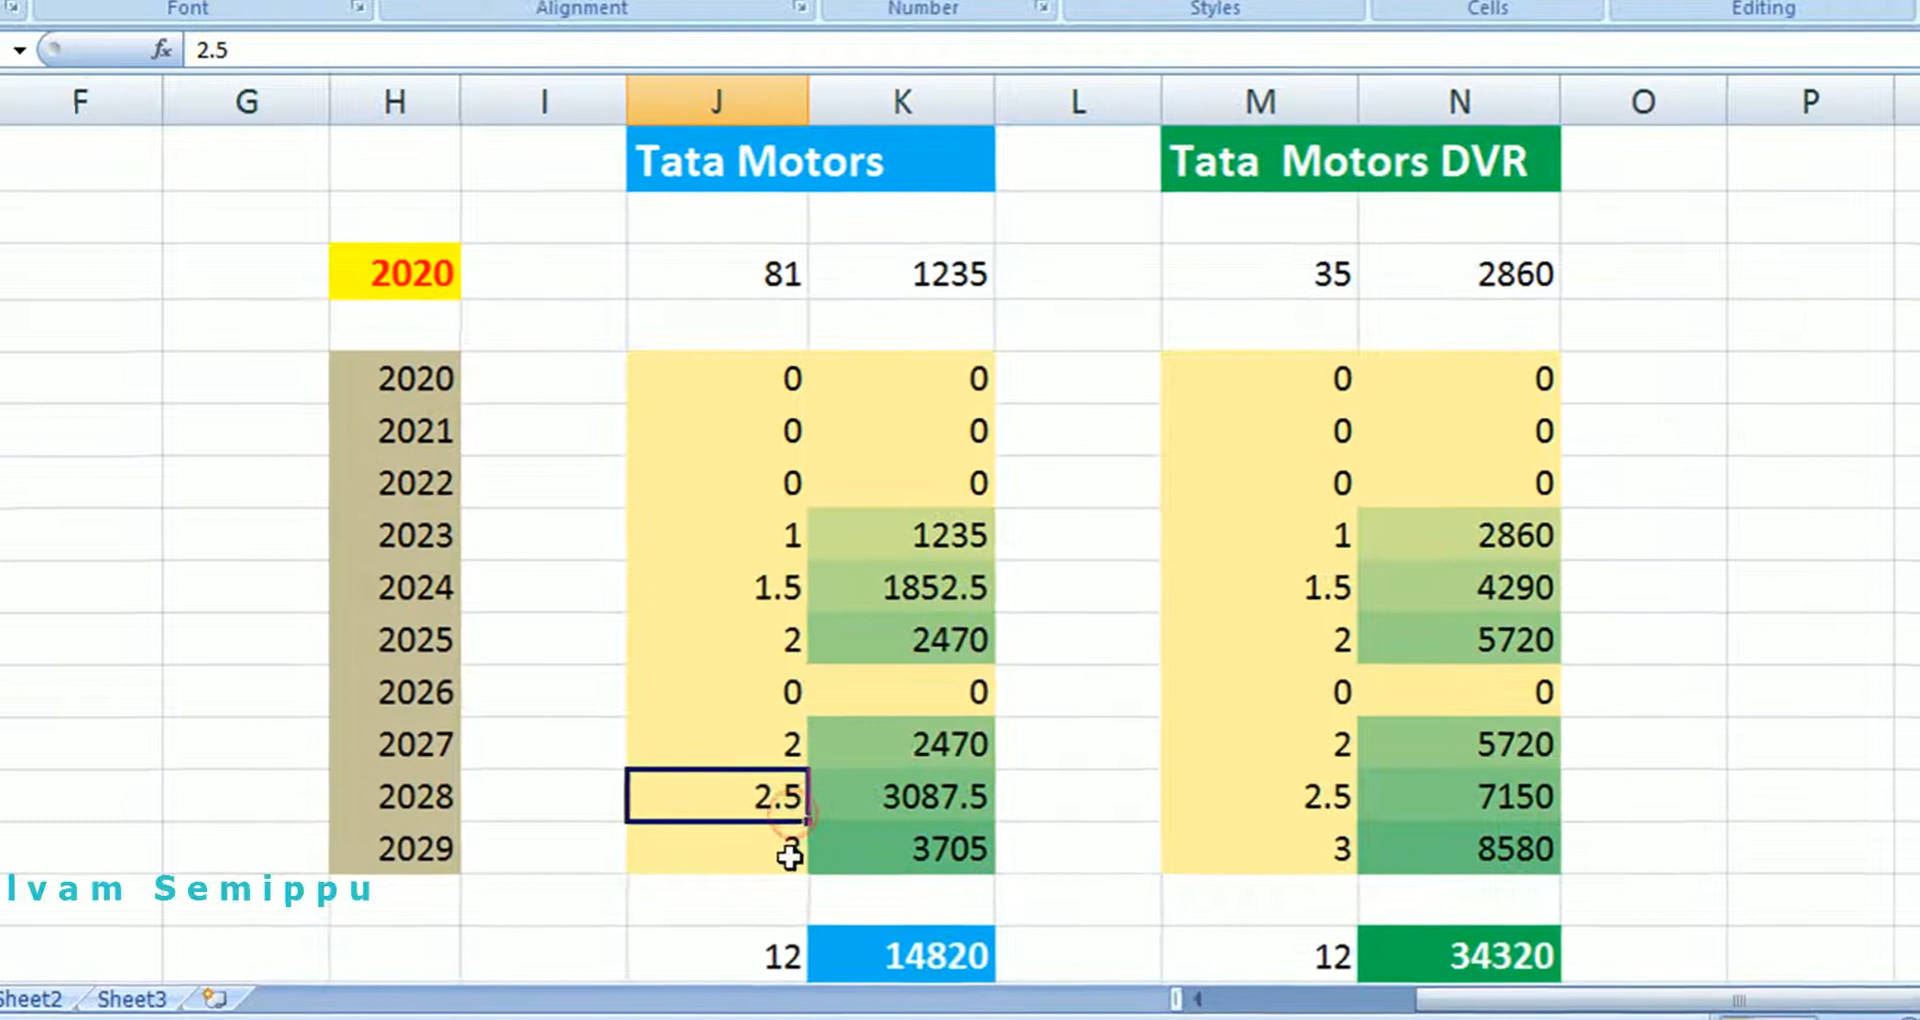 Font Alignment Number Styles Cells Editing
fx 2.5
F G H I J K L M N O P
Tata Motors Tata Motors DVR
2020 81 1235 35 2860
2020 0 0 0 0
2021 0 0 0 0
2022 0 0 0 0
2023 1 1235 1 2860
2024 1.5 1852.5 1.5 4290
2025 2 2470 2 5720
2026 0 0 0 0
2027 2 2470 2 5720
2028 2.5 3087.5 2.5 7150
2029 3705 3 8580
lvam Semippu
12 14820 12 34320
Sheet2 Sheet3